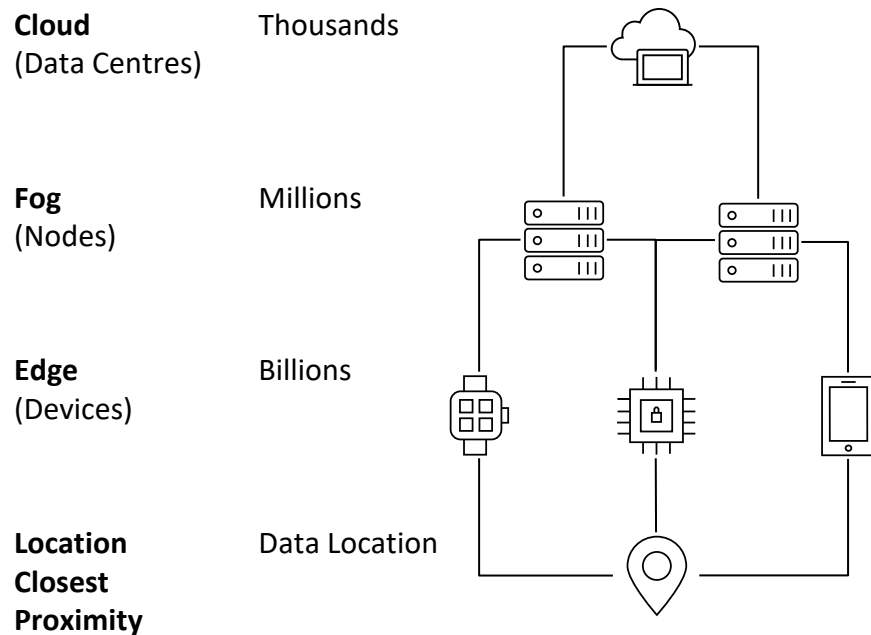 Cloud Thousands
(Data Centres)
Fog Millions
(Nodes)
Edge Billions
(Devices)
Location Data Location
Closest
Proximity